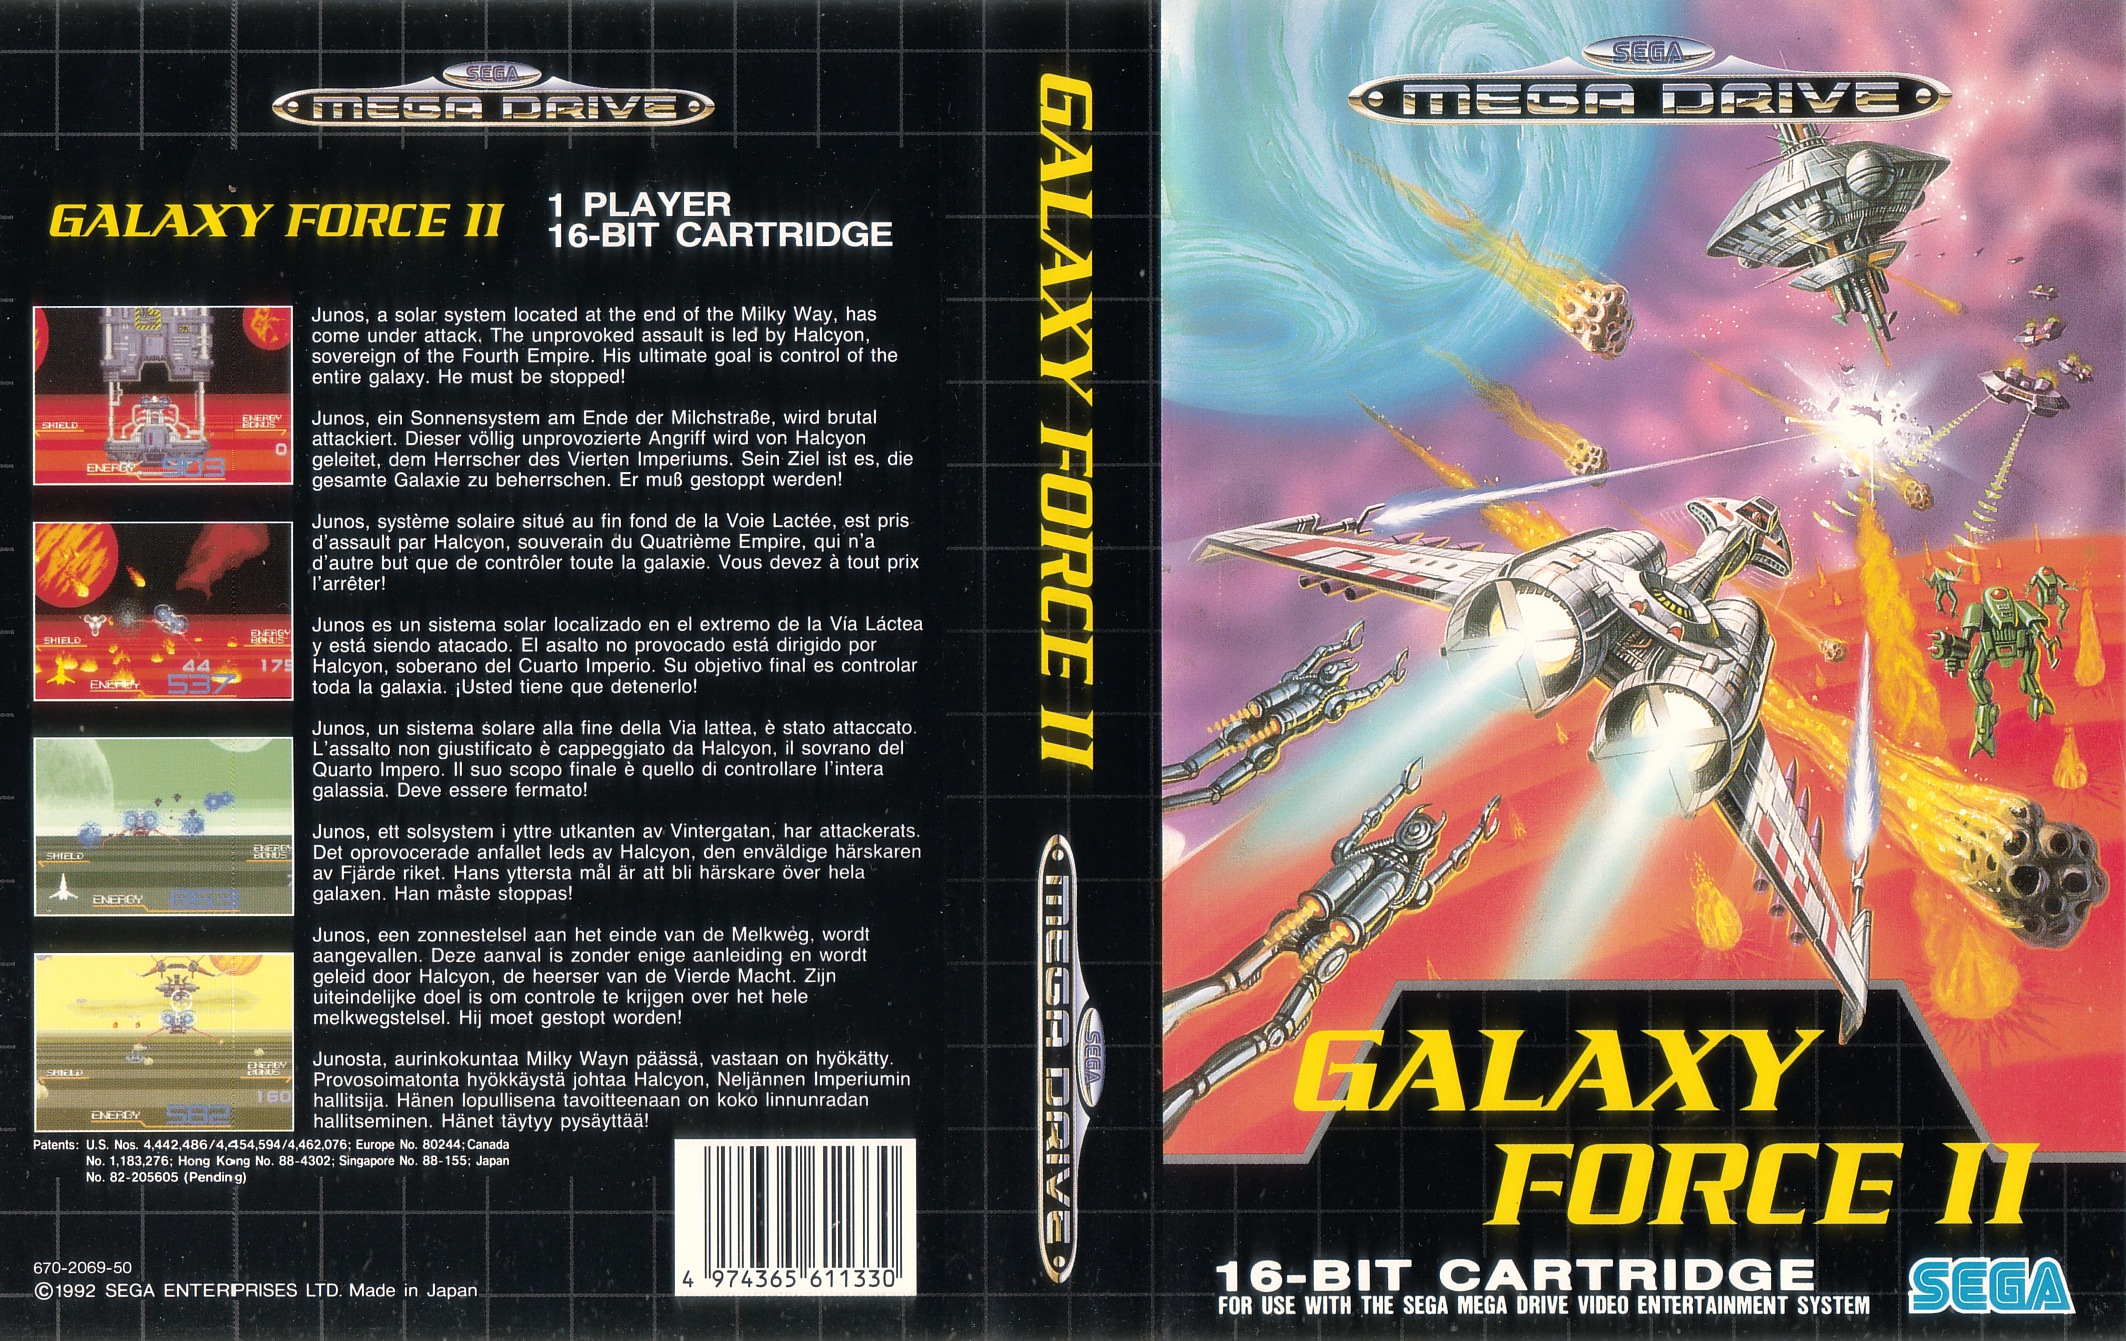 SEGA
MEGA DRIVE
GALAXY FORCE II
1 PLAYER
16-BIT CARTRIDGE
Junos, a solar system located at the end of the Milky Way, has
come under attack. The unprovoked assault is led by Halcyon,
sovereign of the Fourth Empire. His ultimate goal is control of the
entire galaxy. He must be stopped!
Junos, ein Sonnensystem am Ende der Milchstraße, wird brutal
attackiert. Dieser völlig unprovozierte Angriff wird von Halcyon
geleitet, dem Herrscher des Vierten Imperiums. Sein Ziel ist es, die
gesamte Galaxie zu beherrschen. Er muß gestoppt werden!
Junos, système solaire situé au fin fond de la Voie Lactée, est pris
d'assault par Halcyon, souverain du Quatrième Empire, qui n'a
d'autre but que de contrôler toute la galaxie. Vous devez à tout prix
l'arrêter!
Junos es un sistema solar localizado en el extremo de la Vía Láctea
y está siendo atacado. El asalto no provocado está dirigido por
Halcyon, soberano del Cuarto Imperio. Su objetivo final es controlar
toda la galaxia. ¡Usted tiene que detenerlo!
Junos, un sistema solare alla fine della Via lattea, è stato attaccato.
L'assalto non giustificato è cappeggiato da Halcyon, il sovrano del
Quarto Impero. Il suo scopo finale è quello di controllare l'intera
galassia. Deve essere fermato!
Junos, ett solsystem i yttre utkanten av Vintergatan, har attackerats.
Det oprovocerade anfallet leds av Halcyon, den enväldige härskaren
av Fjärde riket. Hans yttersta mål är att bli härskare över hela
galaxen. Han måste stoppas!
Junos, een zonnestelsel aan het einde van de Melkweg, wordt
aangevallen. Deze aanval is zonder enige aanleiding en wordt
geleid door Halcyon, de heerser van de Vierde Macht. Zijn
uiteindelijke doel is om controle te krijgen over het hele
melkwegstelsel. Hij moet gestopt worden!
Junosta, aurinkokuntaa Milky Wayn päässä, vastaan on hyökätty.
Provosoimatonta hyökkäystä johtaa Halcyon, Neljännen Imperiumin
hallitsija. Hänen lopullisena tavoitteenaan on koko linnunradan
hallitseminen. Hänet täytyy pysäyttää!
SHIELD
ENERGY
BONUS
0
ENERGY 903
SHIELD
ENERGY
BONUS
44 175
ENERGY 537
SHIELD
ENERGY
BONUS
ENERGY
SHIELD
ENERGY
BONUS
160
ENERGY 582
Patents: U.S. Nos. 4,442,486/4,454,594/4,462,076; Europe No. 80244; Canada
No. 1,183,276; Hong Kong No. 88-4302; Singapore No. 88-155; Japan
No. 82-205605 (Pending)
670-2069-50
©1992 SEGA ENTERPRISES LTD. Made in Japan
4 974365 611330
GALAXY FORCE II
SEGA
MEGA DRIVE
SEGA
MEGA DRIVE
GALAXY
FORCE II
16-BIT CARTRIDGE
FOR USE WITH THE SEGA MEGA DRIVE VIDEO ENTERTAINMENT SYSTEM
SEGA